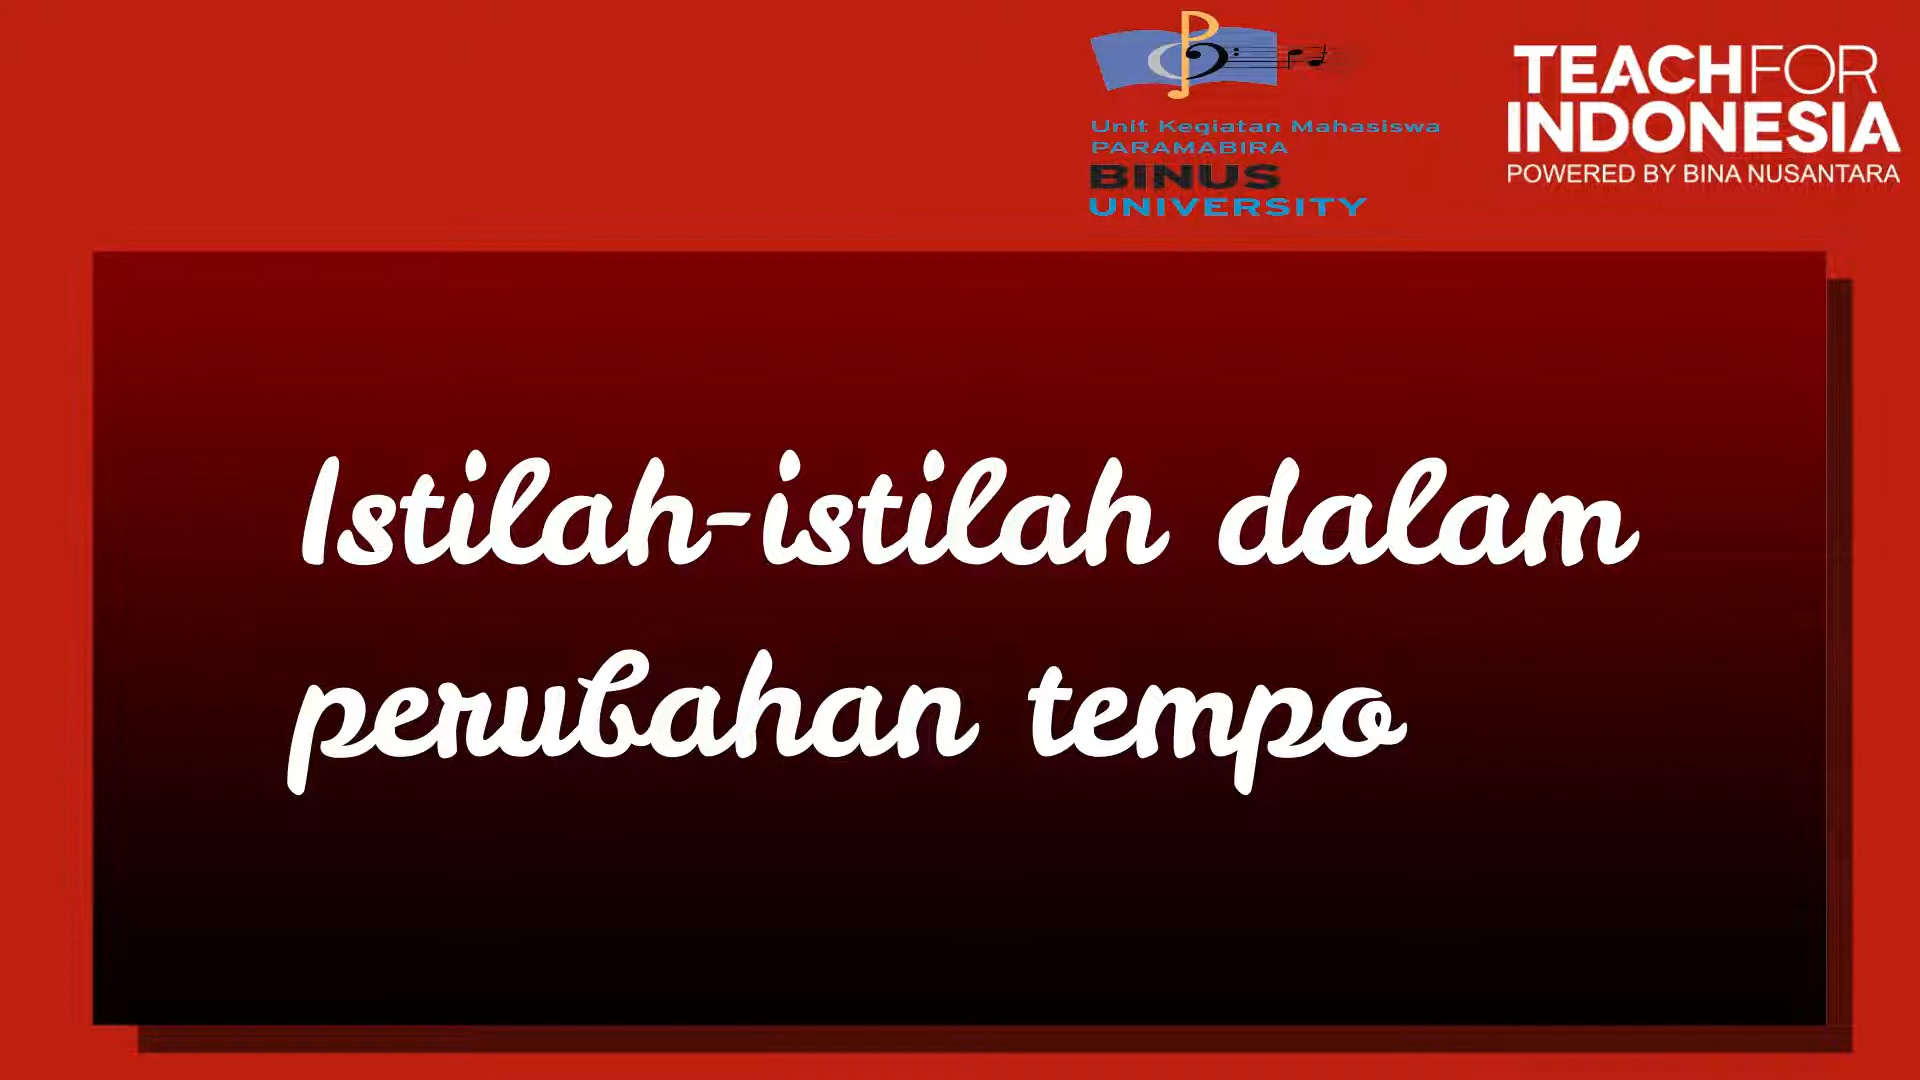 Unit Kegiatan Mahasiswa
PARAMABIRA
BINUS
UNIVERSITY
TEACHFOR
INDONESIA
POWERED BY BINA NUSANTARA
Istilah-istilah dalam
perubahan tempo